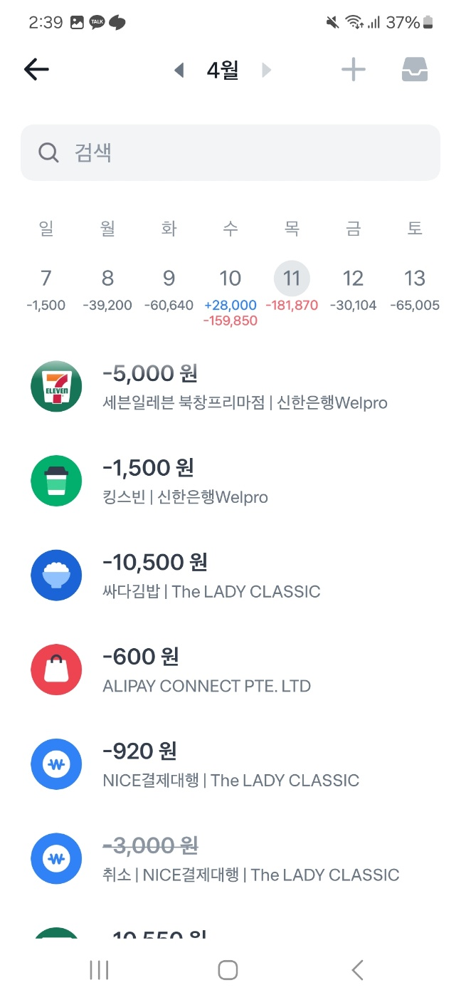 2:39 TALK 37%
4월
검색
일 월 화 수 목 금 토
7 8 9 10 11 12 13
-1,500 -39,200 -60,640 +28,000 -181,870 -30,104 -65,005
-159,850
-5,000 원
7 ELEVEN
세븐일레븐 북창프리마점 | 신한은행Welpro
-1,500 원
킹스빈 | 신한은행Welpro
-10,500 원
싸다김밥 | The LADY CLASSIC
-600 원
ALIPAY CONNECT PTE. LTD
-920 원
W
NICE결제대행 | The LADY CLASSIC
-3,000 원
W
취소 | NICE결제대행 | The LADY CLASSIC
-10,550 원